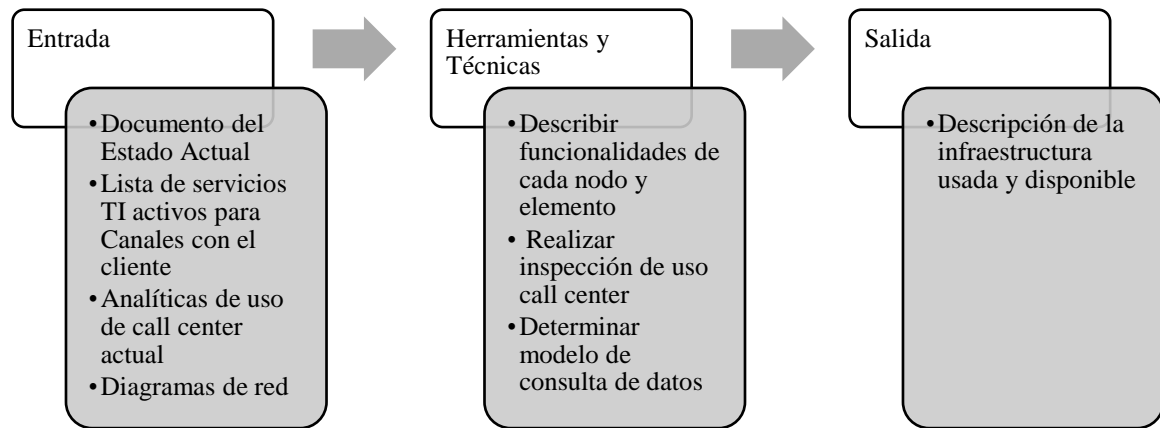 Entrada
•Documento del
Estado Actual
•Lista de servicios
TI activos para
Canales con el
cliente
•Analíticas de uso
de call center
actual
•Diagramas de red
Herramientas y
Técnicas
•Describir
funcionalidades de
cada nodo y
elemento
• Realizar
inspección de uso
call center
•Determinar
modelo de
consulta de datos
Salida
•Descripción de la
infraestructura
usada y disponible